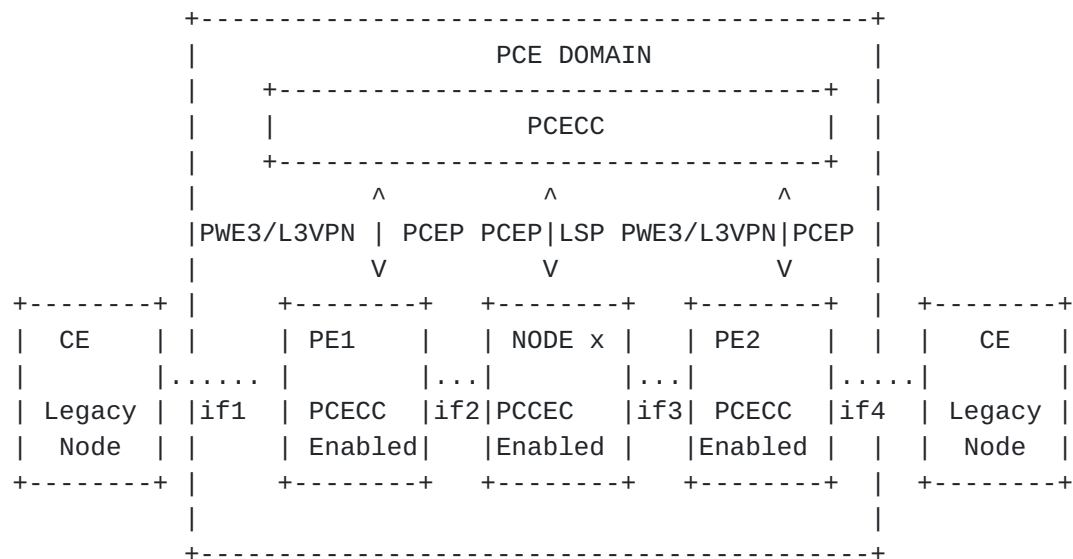 PCE DOMAIN
PCECC
PWE3/L3VPN | PCEP PCEP|LSP PWE3/L3VPN|PCEP
V V V
CE PE1 NODE x PE2 CE
Legacy if1 PCECC if2 PCCEC if3 PCECC if4 Legacy
Node Enabled Enabled Enabled Node